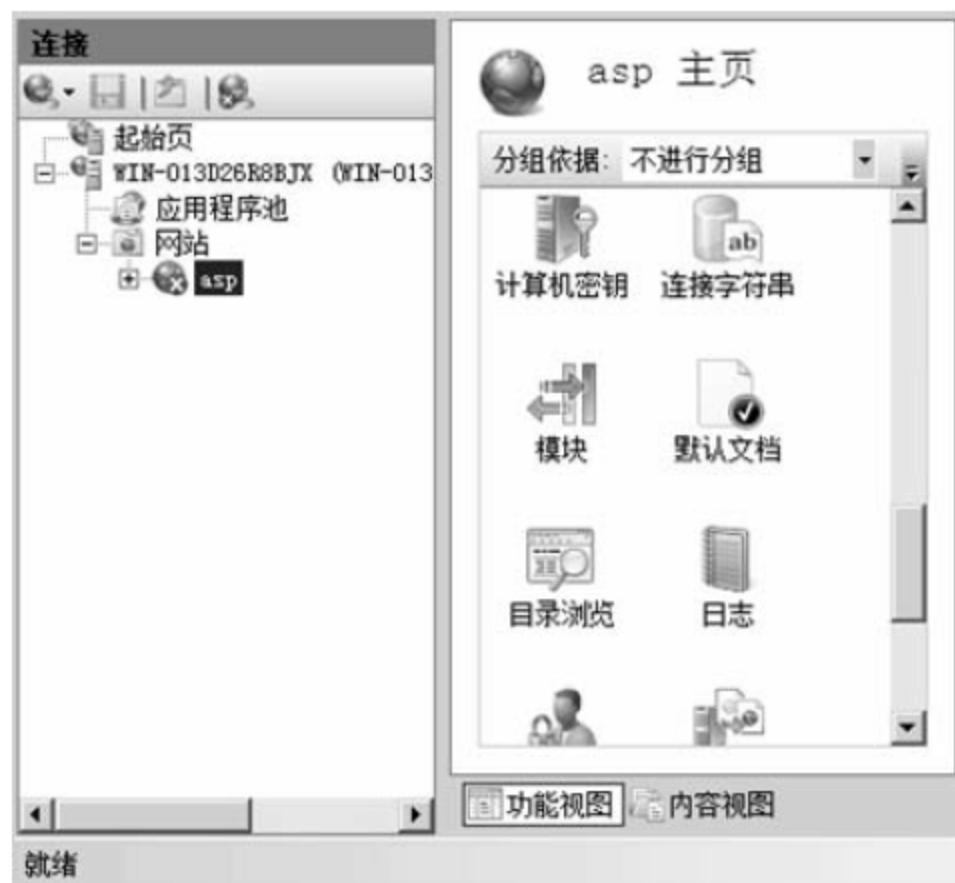 连接
起始页
WIN-013D26R8BJX (WIN-013
应用程序池
网站
asp
asp 主页
分组依据: 不进行分组
计算机密钥 连接字符串
ab
模块 默认文档
目录浏览 日志
功能视图 内容视图
就绪